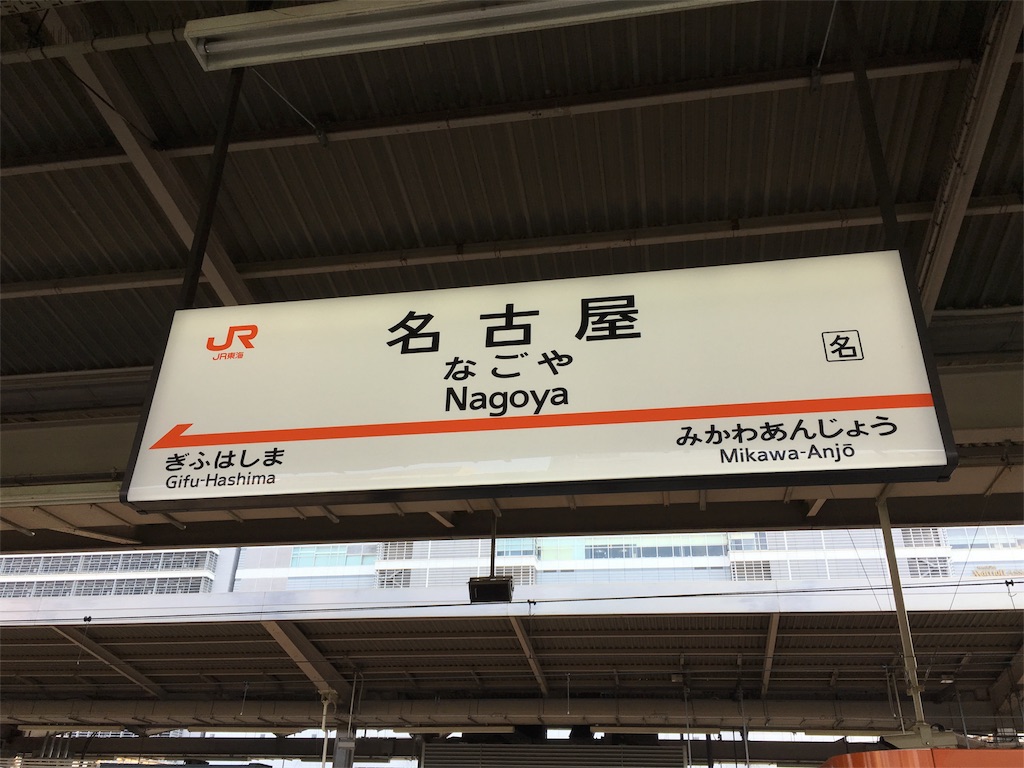 JR
JR東海
名古屋
なごや
Nagoya
名
ぎふはしま
Gifu-Hashima
みかわあんじょう
Mikawa-Anjō